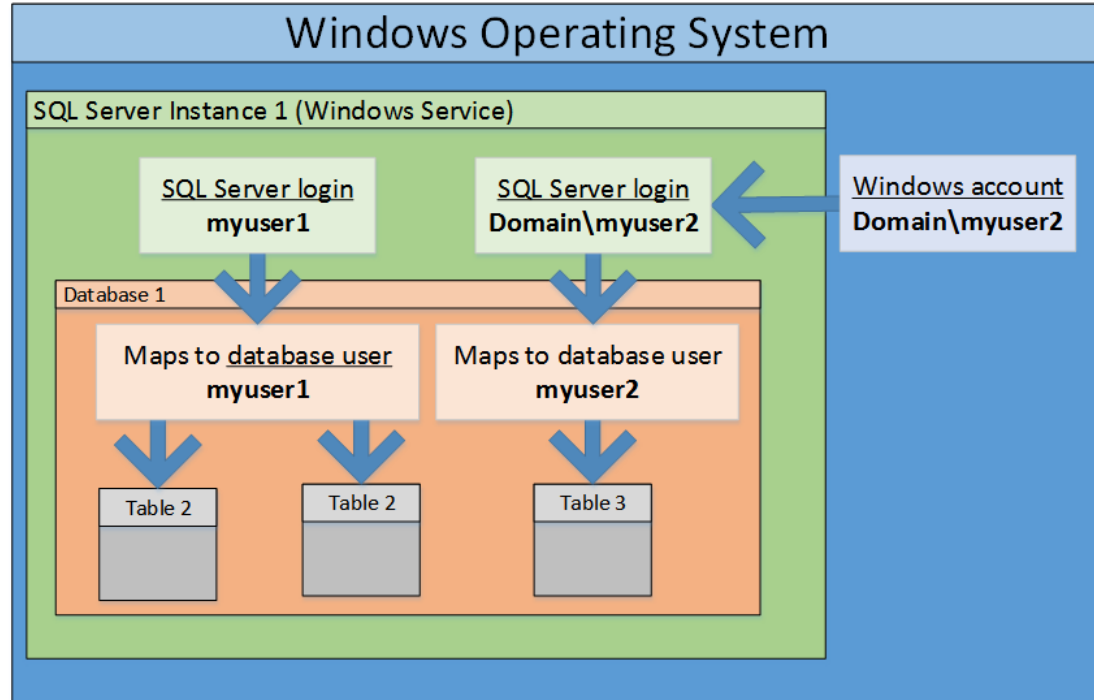 Windows Operating System
SQL Server Instance 1 (Windows Service)
SQL Server login
myuser1
SQL Server login
Domain\myuser2
Windows account
Domain\myuser2
Database 1
Maps to database user
myuser1
Maps to database user
myuser2
Table 2
Table 2
Table 3